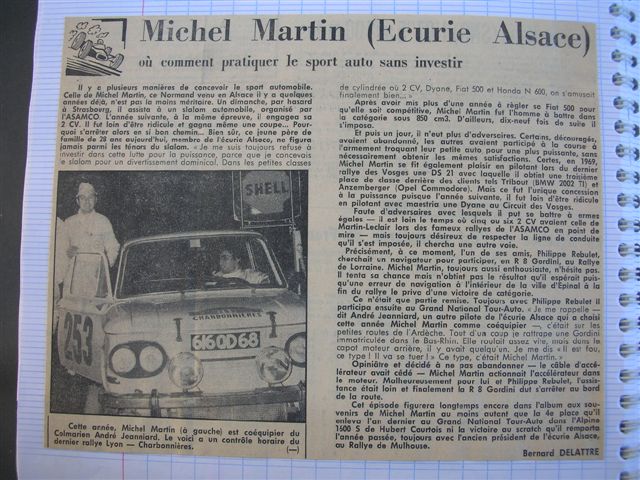 Michel Martin (Ecurie Alsace)
où comment pratiquer le sport auto sans investir
Il y a plusieurs manières de concevoir le sport automobile.
Celle de Michel Martin, ce Normand venu en Alsace il y a quelques
années déjà, n'est pas la moins méritoire. Un dimanche, par hasard
à Strasbourg, il assista à un slalom automobile, organisé par
l'ASAMCO. L'année suivante, à la même épreuve, il engagea sa
2 CV. Il fut loin d'être ridicule et gagna même une coupe... Pour-
quoi s'arrêter alors en si bon chemin... Bien sûr, ce jeune père de
famille de 28 ans aujourd'hui, membre de l'écurie Alsace, ne figura
jamais parmi les ténors du slalom. « Je me suis toujours refusé à
investir dans cette lutte pour la puissance, parce que je concevais
le slalom pour un divertissement dominical. Dans les petites classes
SHELL
LYON CHARBONNIÈRES
252
616 QD 68
Cette année, Michel Martin (à gauche) est coéquipier du
Colmarien André Jeanniard. Le voici a un contrôle horaire du
dernier rallye Lyon — Charbonnières.
(—)
de cylindrée où 2 CV, Dyane, Fiat 500 et Honda N 600, on s'amusait
finalement bien... »
Après avoir mis plus d'une année à régler se Fiat 500 pour
qu'elle soit compétitive, Michel Martin fut l'homme à battre dans
la catégorie sous 850 cm3. D'ailleurs, dix-neuf fois de suite il
s'imposa.
Et puis un jour, il n'eut plus d'adversaires. Certains, découragés,
avaient abandonné, les autres avaient participé à la course à
l'armement troquant leur petite auto pour une plus puissante, sans
nécessairement obtenir les mêmes satisfactions. Certes, en 1969,
Michel Martin se fit également plaisir en pilotant lors du dernier
rallye des Vosges une DS 21 avec laquelle il obtint une troisième
place de classe derrière des clients tels Tribout (BMW 2002 TI) et
Anzemberger (Opel Commodore). Mais ce fut l'unique concession
à la puissance puisque l'année suivante, il fut loin d'être ridicule
en pilotant avec maestria une Dyane au Circuit des Vosges.
Faute d'adversaires avec lesquels il put se battre à armes
égales — il est loin le temps où cinq ou six 2 CV avaient celle de
Martin-Leclair lors des fameux rallyes de l'ASAMCO en point de
mire — mais toujours désireux de respecter la ligne de conduite
qu'il s'est imposé, il chercha une autre voie.
Précisément, à ce moment, l'un de ses amis, Philippe Rebulet,
cherchait un navigateur pour participer, en R 8 Gordini, au Rallye
de Lorraine. Michel Martin, toujours aussi enthousiaste, n'hésite pas.
Il tenta sa chance mais n'obtint pas le résultat qu'il espérait puis-
qu'une erreur de navigation à l'intérieur de la ville d'Epinal à la
fin du rallye le prive d'une victoire de catégorie.
Ce n'était que partie remise. Toujours avec Philippe Rebulet il
participa ensuite au Grand National Tour-Auto. « Je me rappelle —
dit André Jeanniard, un autre pilote de l'écurie Alsace qui a choisi
cette année Michel Martin comme coéquipier —, c'était sur les
petites routes de l'Ardèche. Tout d'un coup je rattrape une Gordini
immatriculée dans le Bas-Rhin. Elle roulait assez vite, mais dans le
capot moteur arrière, il y avait quelqu'un. Je me dis « Il est fou,
ce type ! Il va se tuer ! » Ce type, c'était Michel Martin. »
Opiniâtre et décidé à ne pas abandonner — le câble d'accé-
lérateur avait cédé — Michel Martin actionnait l'accélérateur dans
le moteur. Malheureusement pour lui et Philippe Rebulet, l'assis-
tance était loin et finalement la R 8 Gordini dut s'arrêter au bord
de la route.
Cet épisode figurera longtemps encore dans l'album aux sou-
venirs de Michel Martin au moins autant que la 4e place qu'il
enleva l'an dernier au Grand National Tour-Auto dans l'Alpine
1600 S de Hubert Courtois ni la victoire au scratch qu'il remporta
l'année passée, toujours avec l'ancien président de l'écurie Alsace,
au Rallye de Mulhouse.
Bernard DELATTRE